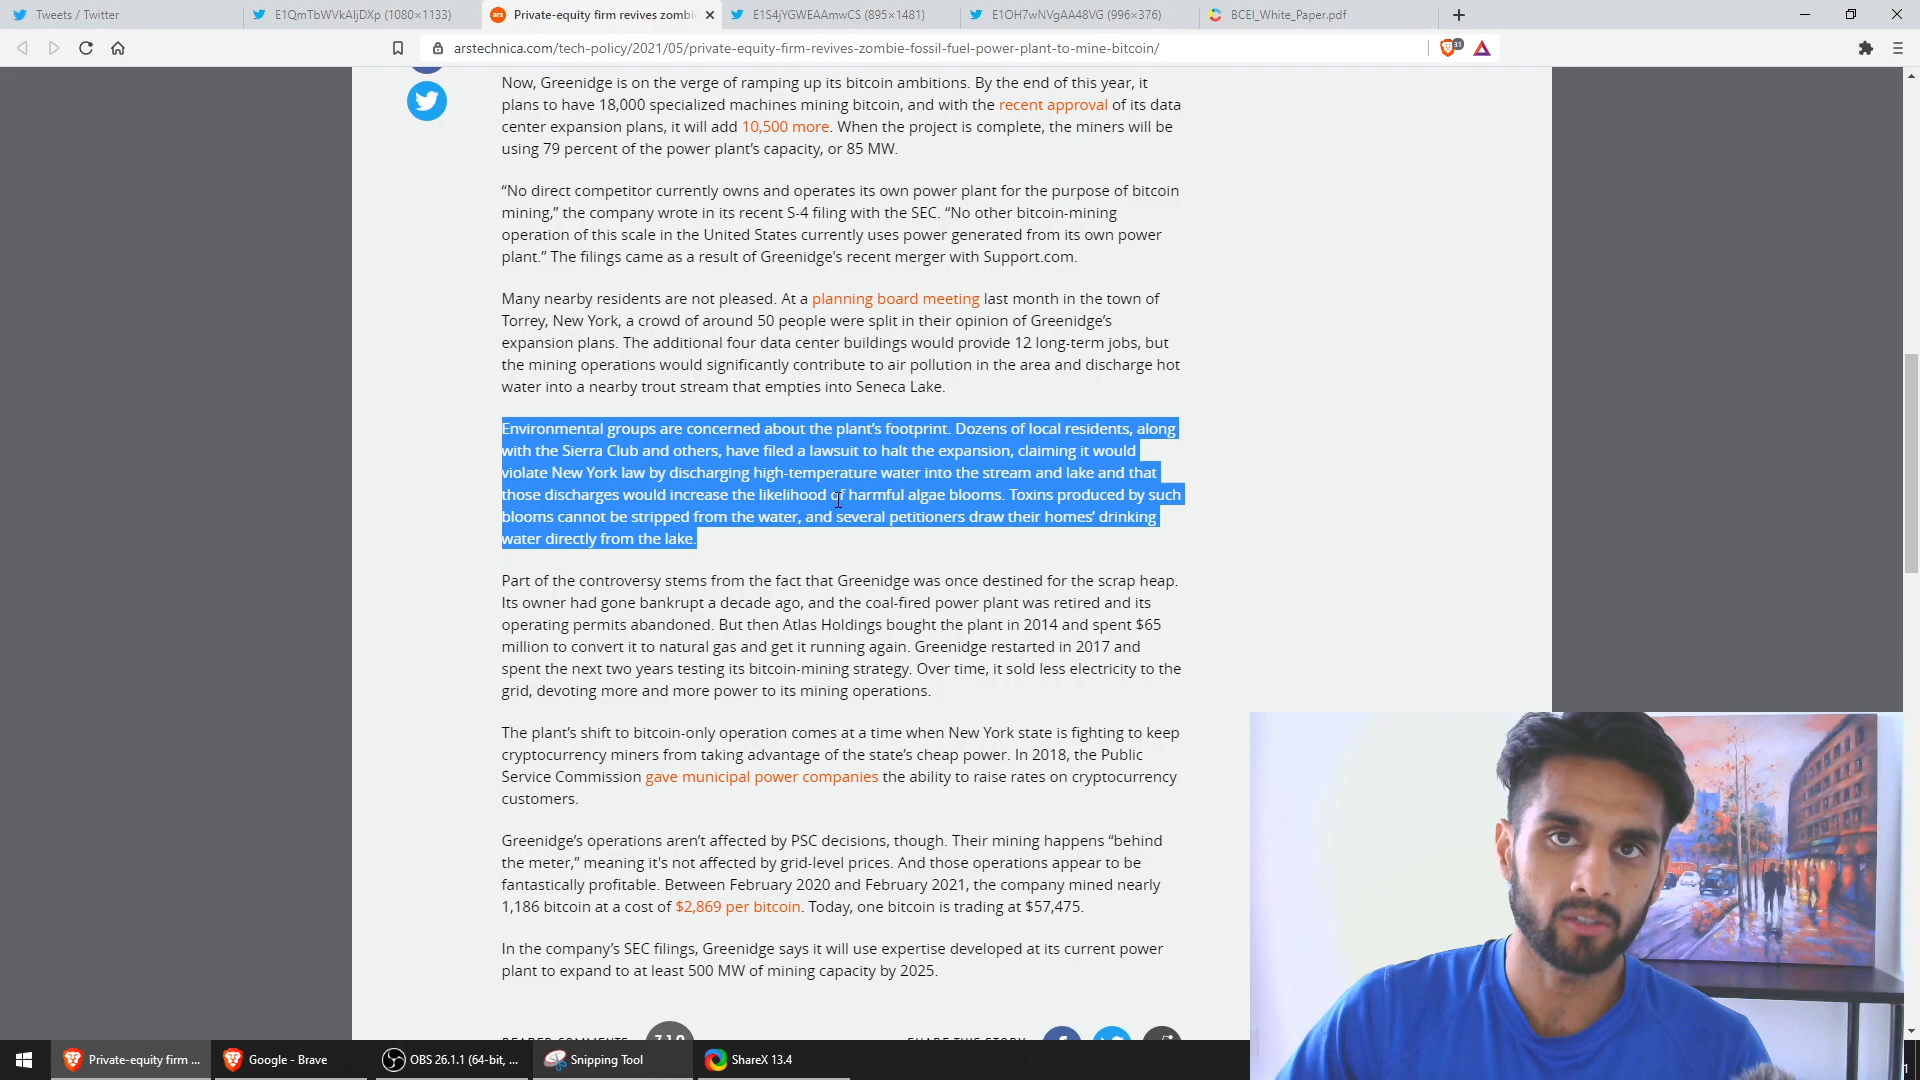 Tweets / Twitter
E1QmTbWVkAljDXp (1080×1133)
ars
Private-equity firm revives zombi
E1S4jYGWEAAmwCS (895×1481)
E1OH7wNVgAA48VG (996×376)
BCEI_White_Paper.pdf
arstechnica.com/tech-policy/2021/05/private-equity-firm-revives-zombie-fossil-fuel-power-plant-to-mine-bitcoin/
31
Now, Greenidge is on the verge of ramping up its bitcoin ambitions. By the end of this year, it
plans to have 18,000 specialized machines mining bitcoin, and with the recent approval of its data
center expansion plans, it will add 10,500 more. When the project is complete, the miners will be
using 79 percent of the power plant's capacity, or 85 MW.
“No direct competitor currently owns and operates its own power plant for the purpose of bitcoin
mining,” the company wrote in its recent S-4 filing with the SEC. “No other bitcoin-mining
operation of this scale in the United States currently uses power generated from its own power
plant.” The filings came as a result of Greenidge's recent merger with Support.com.
Many nearby residents are not pleased. At a planning board meeting last month in the town of
Torrey, New York, a crowd of around 50 people were split in their opinion of Greenidge’s
expansion plans. The additional four data center buildings would provide 12 long-term jobs, but
the mining operations would significantly contribute to air pollution in the area and discharge hot
water into a nearby trout stream that empties into Seneca Lake.
Environmental groups are concerned about the plant’s footprint. Dozens of local residents, along
with the Sierra Club and others, have filed a lawsuit to halt the expansion, claiming it would
violate New York law by discharging high-temperature water into the stream and lake and that
those discharges would increase the likelihood of harmful algae blooms. Toxins produced by such
blooms cannot be stripped from the water, and several petitioners draw their homes’ drinking
water directly from the lake.
Part of the controversy stems from the fact that Greenidge was once destined for the scrap heap.
Its owner had gone bankrupt a decade ago, and the coal-fired power plant was retired and its
operating permits abandoned. But then Atlas Holdings bought the plant in 2014 and spent $65
million to convert it to natural gas and get it running again. Greenidge restarted in 2017 and
spent the next two years testing its bitcoin-mining strategy. Over time, it sold less electricity to the
grid, devoting more and more power to its mining operations.
The plant’s shift to bitcoin-only operation comes at a time when New York state is fighting to keep
cryptocurrency miners from taking advantage of the state’s cheap power. In 2018, the Public
Service Commission gave municipal power companies the ability to raise rates on cryptocurrency
customers.
Greenidge’s operations aren’t affected by PSC decisions, though. Their mining happens “behind
the meter,” meaning it's not affected by grid-level prices. And those operations appear to be
fantastically profitable. Between February 2020 and February 2021, the company mined nearly
1,186 bitcoin at a cost of $2,869 per bitcoin. Today, one bitcoin is trading at $57,475.
In the company’s SEC filings, Greenidge says it will use expertise developed at its current power
plant to expand to at least 500 MW of mining capacity by 2025.
READER COMMENTS
SHARE THIS STORY
Private-equity firm ...
Google - Brave
OBS 26.1.1 (64-bit, ...
Snipping Tool
ShareX 13.4